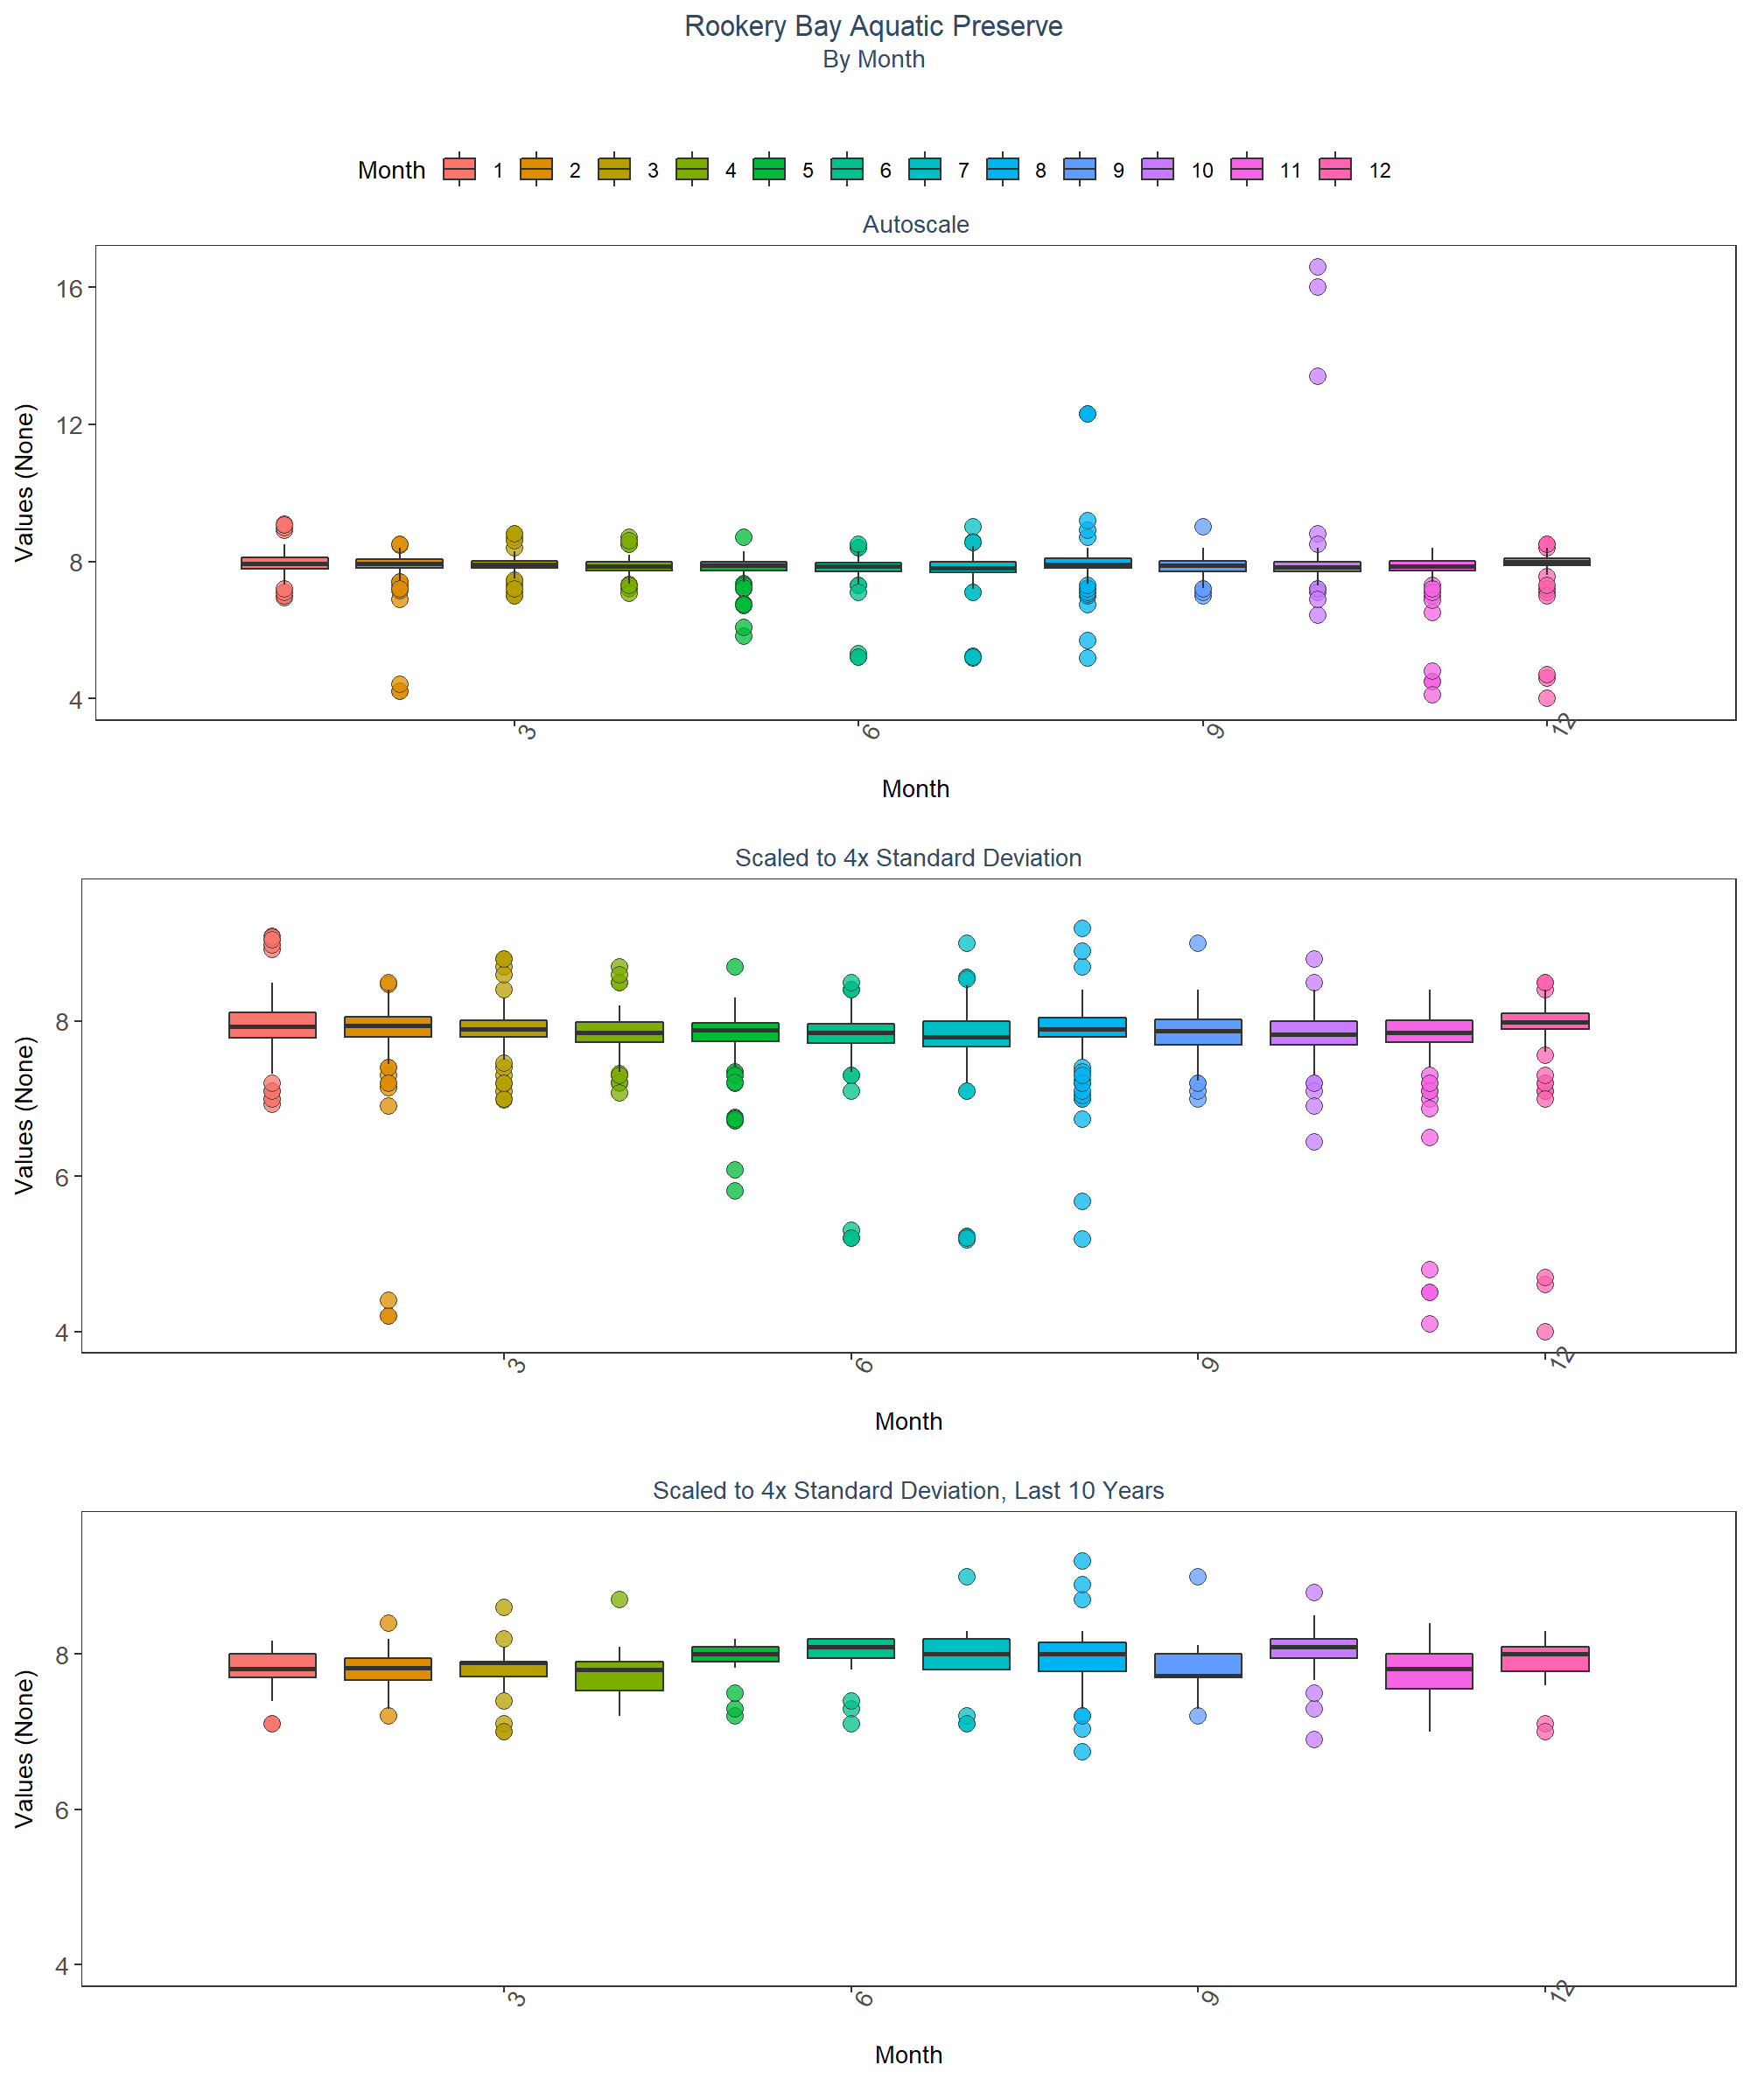 Rookery Bay Aquatic Preserve
By Month
Month 1 2 3 4 5 6 7 8 9 10 11 12
Autoscale
Values (None)
16
12
8
4
3 6 9 12
Month
Scaled to 4x Standard Deviation
Values (None)
8
6
4
3 6 9 12
Month
Scaled to 4x Standard Deviation, Last 10 Years
Values (None)
8
6
4
3 6 9 12
Month